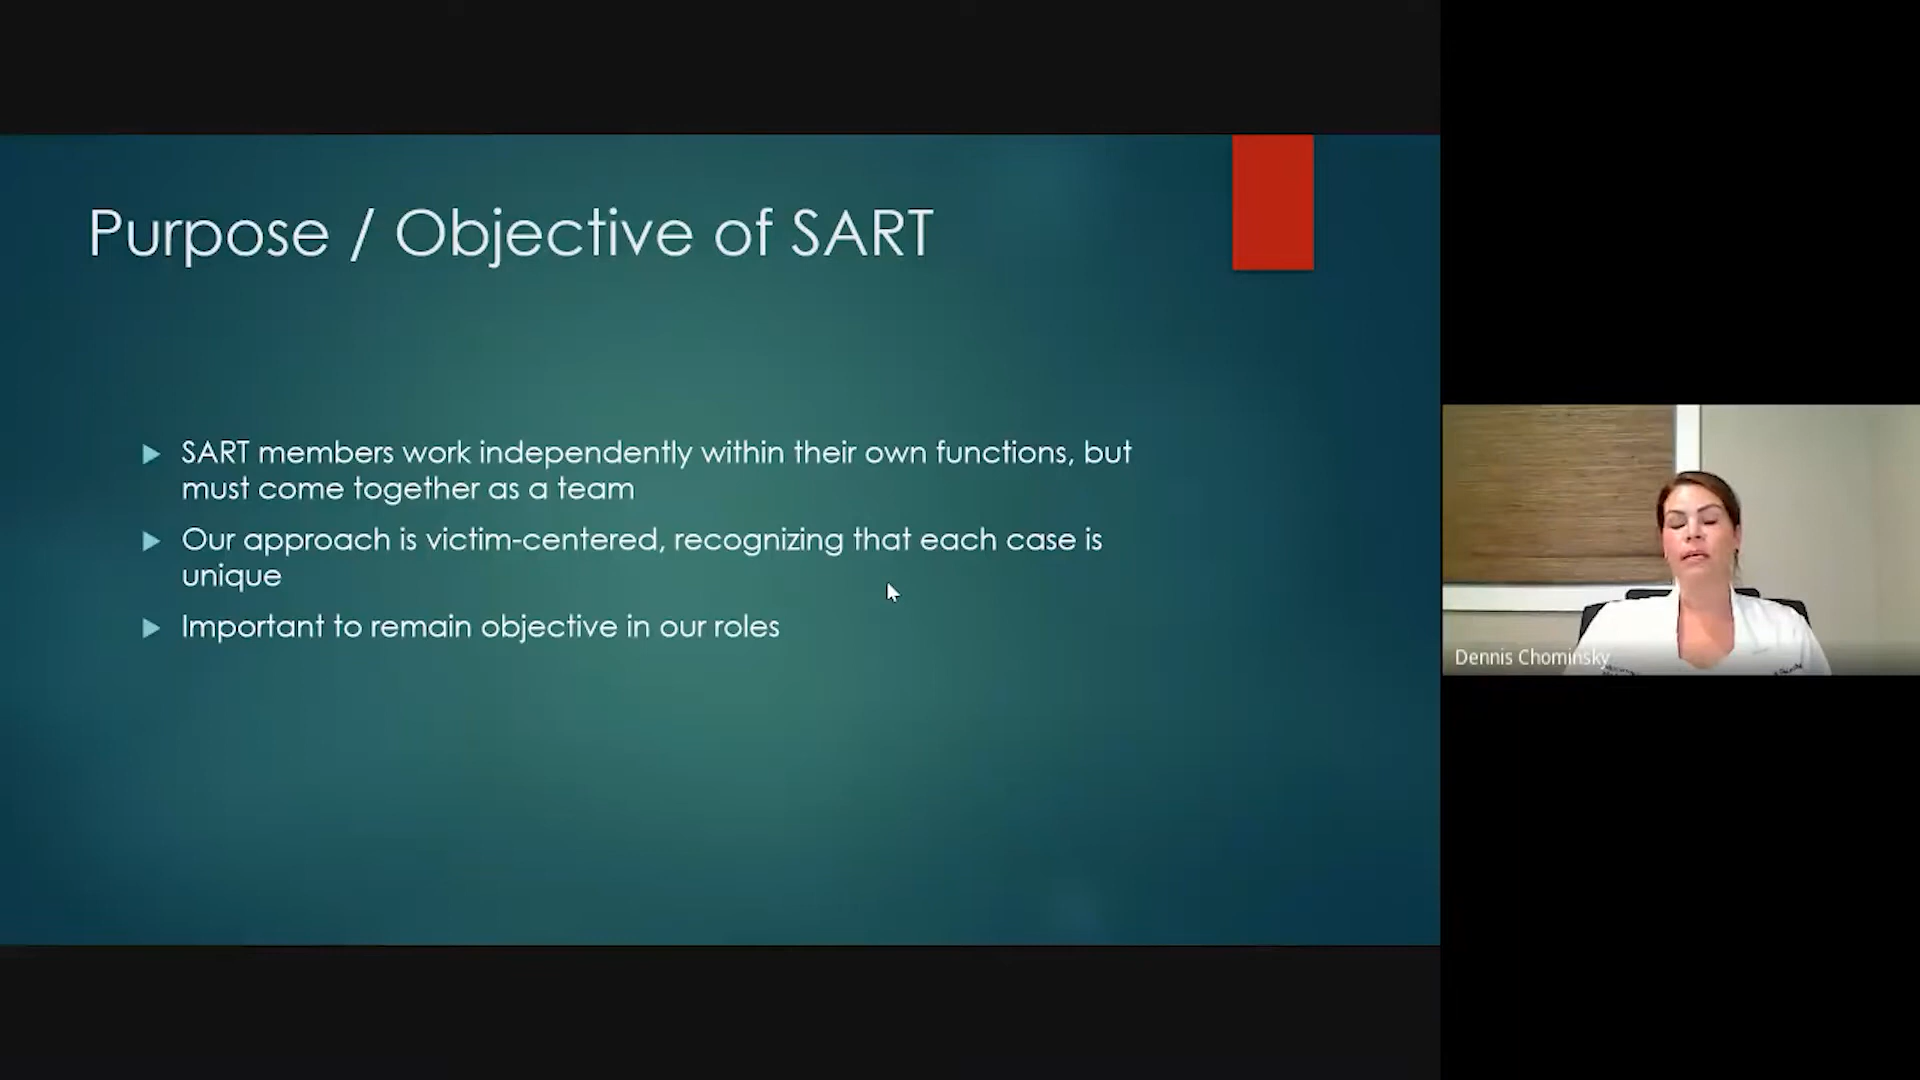 Purpose / Objective of SART
SART members work independently within their own functions, but
must come together as a team
Our approach is victim-centered, recognizing that each case is
unique
Important to remain objective in our roles
Dennis Chominsky